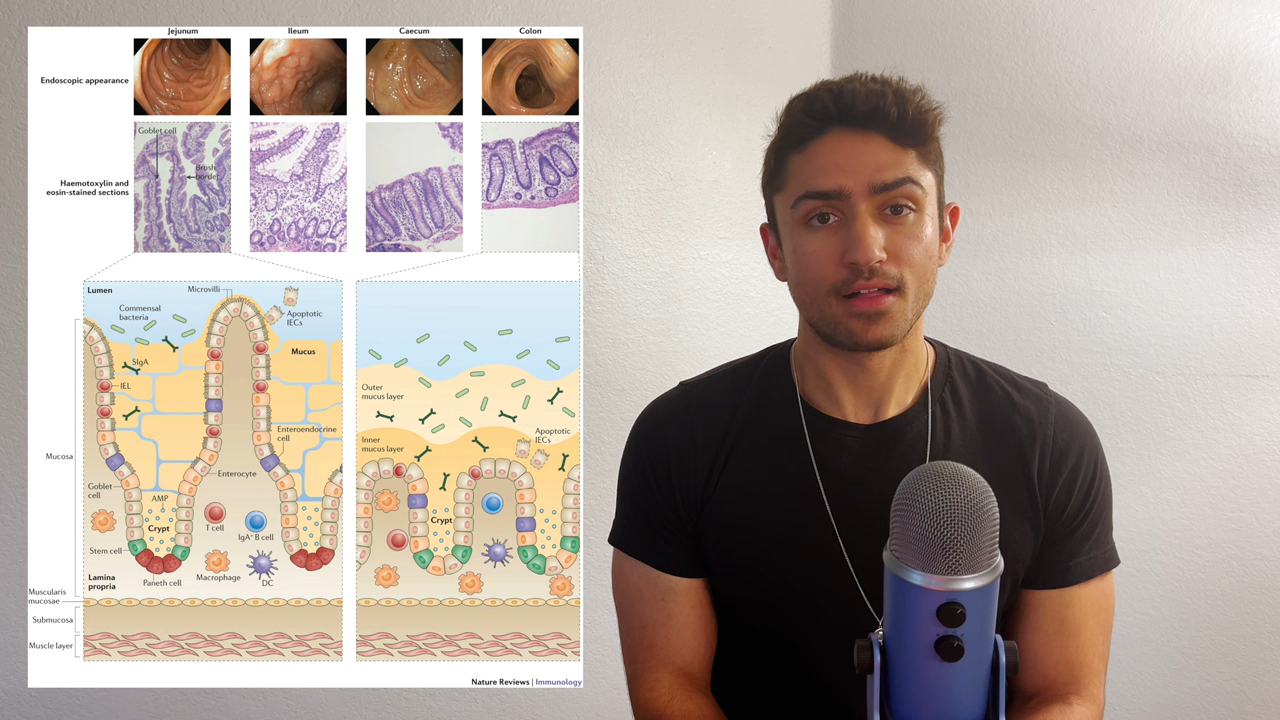 Jejunum
Ileum
Caecum
Colon
Endoscopic appearance
Goblet cell
Brush
border
Haemotoxylin and
eosin-stained sections
Lumen
Microvilli
Commensal
bacteria
Apoptotic
IECs
SIgA
Mucus
IEL
Outer
mucus layer
Enteroendocrine
cell
Apoptotic
IECs
Inner
mucus layer
Mucosa
Enterocyte
Goblet
cell
AMP
Crypt
T cell
IgA⁺ B cell
Crypt
Stem cell
Paneth cell
Macrophage
DC
Lamina
propria
Muscularis
mucosae
Submucosa
Muscle layer
Nature Reviews | Immunology